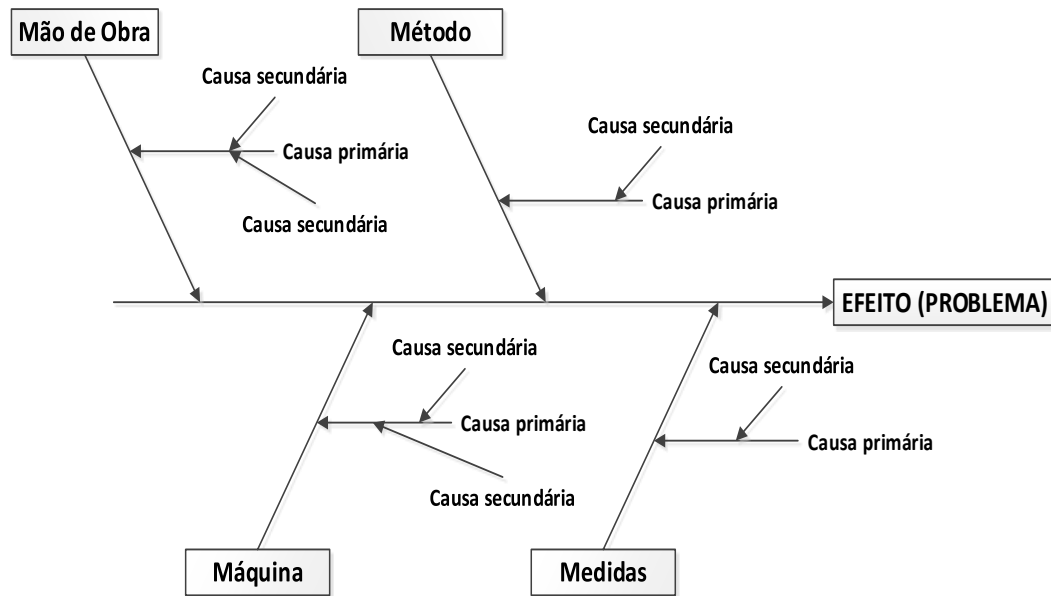 Mão de Obra
Método
Causa secundária
Causa primária
Causa secundária
Causa secundária
Causa primária
EFEITO (PROBLEMA)
Causa secundária
Causa primária
Causa secundária
Causa secundária
Causa primária
Máquina
Medidas